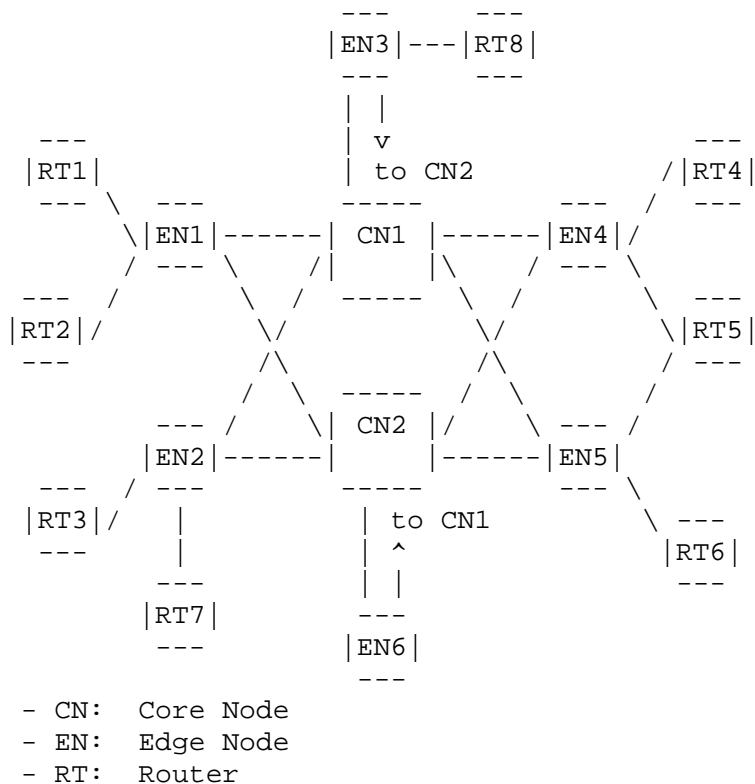 EN3 RT8
v
RT1 to CN2 RT4
EN1 CN1 EN4
RT2 RT5
CN2
EN2 EN5
RT3 to CN1
^ RT6
RT7
EN6
- CN: Core Node
- EN: Edge Node
- RT: Router